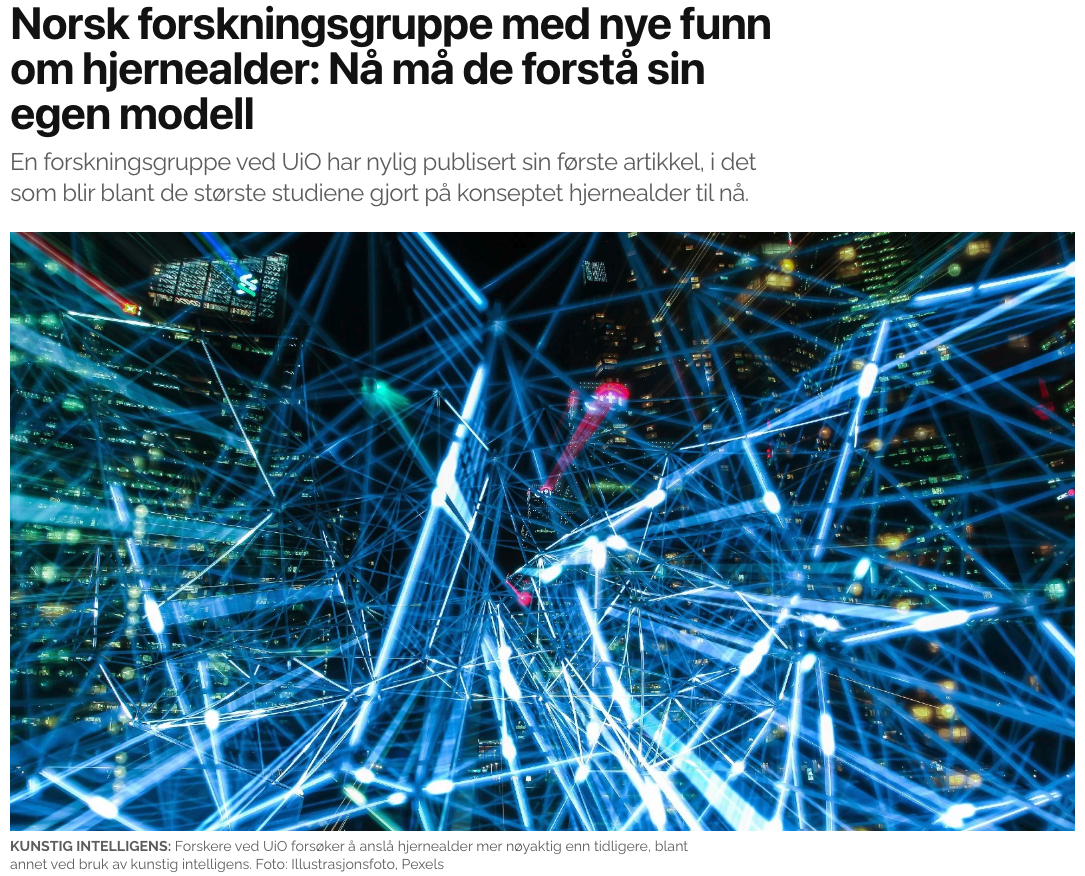 Norsk forskningsgruppe med nye funn
om hjernealder: Nå må de forstå sin
egen modell
En forskningsgruppe ved UiO har nylig publisert sin første artikkel, i det
som blir blant de største studiene gjort på konseptet hjernealder til nå.
KUNSTIG INTELLIGENS: Forskere ved UiO forsøker å anslå hjernealder mer nøyaktig enn tidligere, blant
annet ved bruk av kunstig intelligens. Foto: Illustrasjonsfoto, Pexels